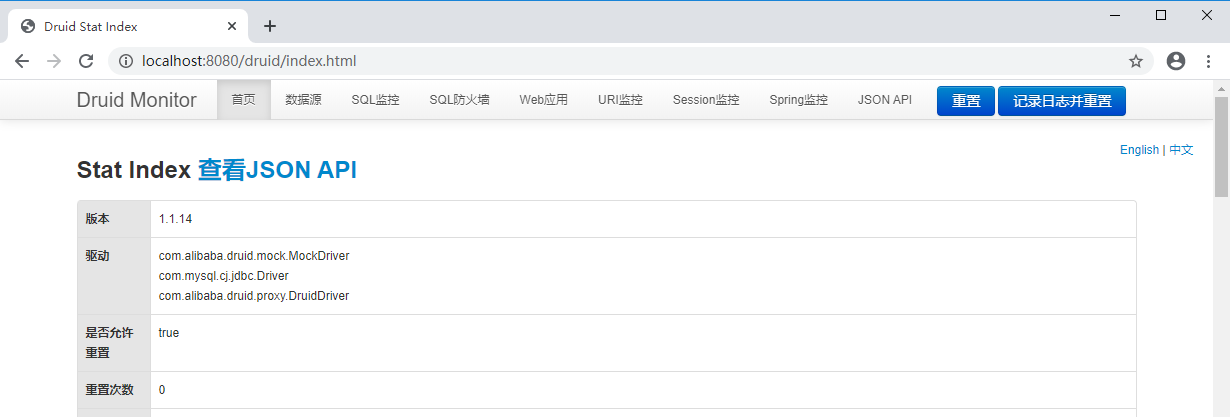 Druid Stat Index
localhost:8080/druid/index.html
Druid Monitor 首页 数据源 SQL监控 SQL防火墙 Web应用 URI监控 Session监控 Spring监控 JSON API 重置 记录日志并重置
English | 中文
Stat Index 查看JSON API
版本 1.1.14
驱动 com.alibaba.druid.mock.MockDriver
com.mysql.cj.jdbc.Driver
com.alibaba.druid.proxy.DruidDriver
是否允许 true
重置
重置次数 0